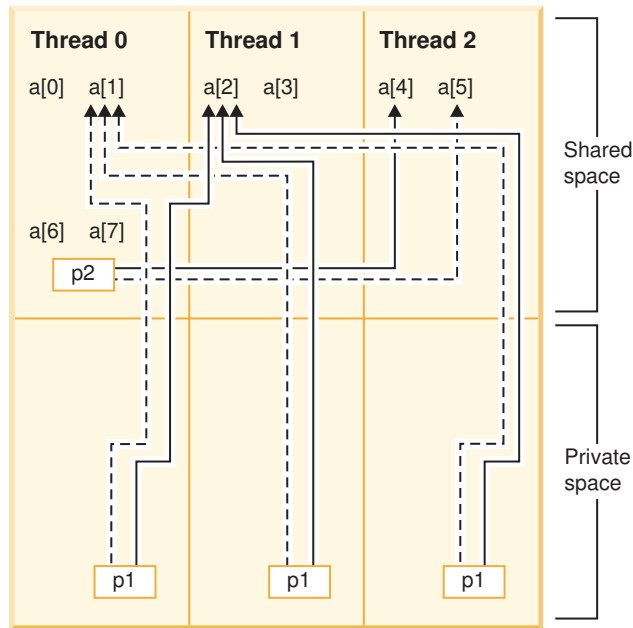 Thread 0 Thread 1 Thread 2
a[0] a[1] a[2] a[3] a[4] a[5]
Shared
space
a[6] a[7]
p2
Private
space
p1 p1 p1